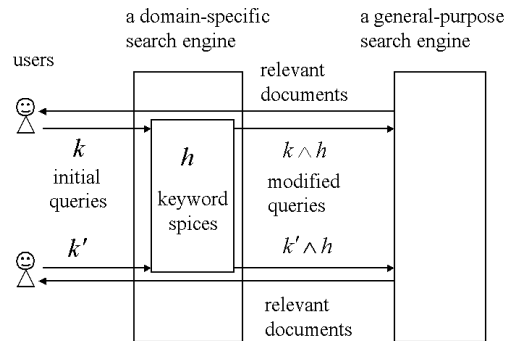 a domain-specific
search engine
a general-purpose
search engine
users
relevant
documents
k
h
k ∧ h
initial
queries
keyword
spices
modified
queries
k'
k' ∧ h
relevant
documents